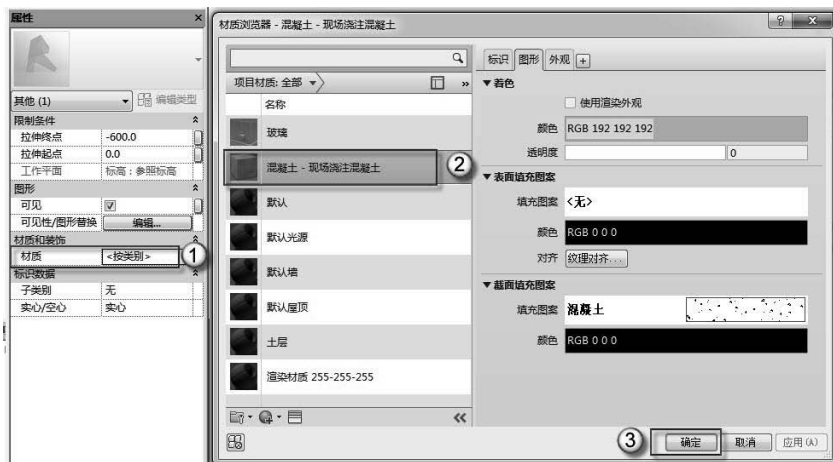 属性
×
其他 (1)
编辑类型
限制条件
拉伸终点 -600.0
拉伸起点 0.0
工作平面 标高 : 参照标高
图形
可见
可见性/图形替换 编辑...
材质和装饰
材质 <按类别> 1
标识数据
子类别 无
实心/空心 实心
材质浏览器 - 混凝土 - 现场浇注混凝土
? X
项目材质: 全部 »
名称
玻璃
混凝土 - 现场浇注混凝土 2
默认
默认光源
默认墙
默认屋顶
土层
渲染材质 255-255-255
«
标识 图形 外观 +
▼着色
使用渲染外观
颜色 RGB 192 192 192
透明度 0
▼表面填充图案
填充图案 <无>
颜色 RGB 0 0 0
对齐 纹理对齐...
▼截面填充图案
填充图案 混凝土
颜色 RGB 0 0 0
3 确定 取消 应用 (A)